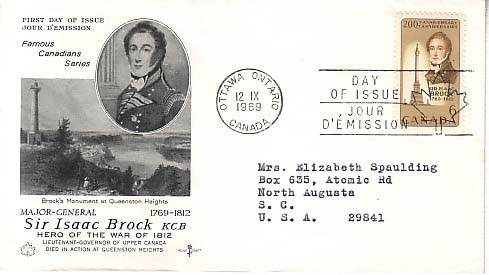 FIRST DAY OF ISSUE
JOUR D'ÉMISSION
Famous
Canadians
Series
Brock's Monument at Queenston Heights
MAJOR-GENERAL 1769-1812
Sir Isaac Brock KCB
HERO OF THE WAR OF 1812
LIEUTENANT-GOVERNOR OF UPPER CANADA
DIED IN ACTION AT QUEENSTON HEIGHTS
OTTAWA, ONTARIO
12 IX
1969
CANADA
DAY
OF ISSUE
JOUR
D'ÉMISSION
200th ANNIVERSARY
SIR ISAAC
BROCK
1769-1812
6
CANADA
Mrs. Elizabeth Spaulding
Box 635, Atomic Rd
North Augusta
S. C.
U. S. A. 29841